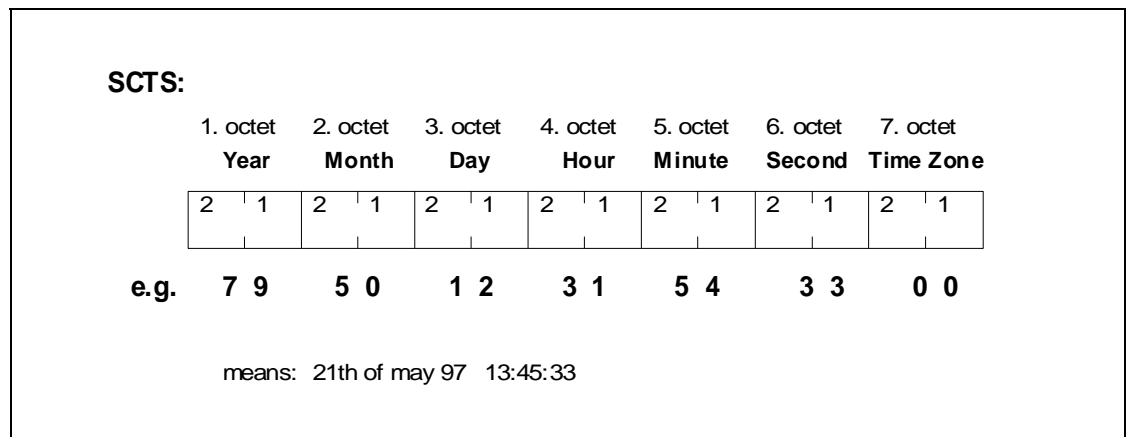 SCTS:
1. octet 2. octet 3. octet 4. octet 5. octet 6. octet 7. octet
Year Month Day Hour Minute Second Time Zone
2 1 2 1 2 1 2 1 2 1 2 1 2 1
e.g. 7 9 5 0 1 2 3 1 5 4 3 3 0 0
means: 21th of may 97 13:45:33